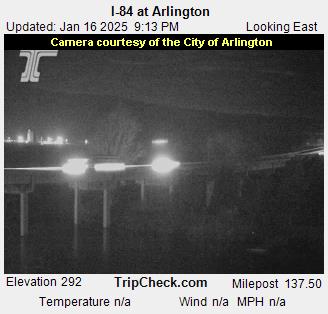 I-84 at Arlington
Updated: Jan 16 2025 9:13 PM Looking East
Camera courtesy of the City of Arlington
Elevation 292 TripCheck.com Milepost 137.50
Temperature n/a Wind n/a MPH n/a